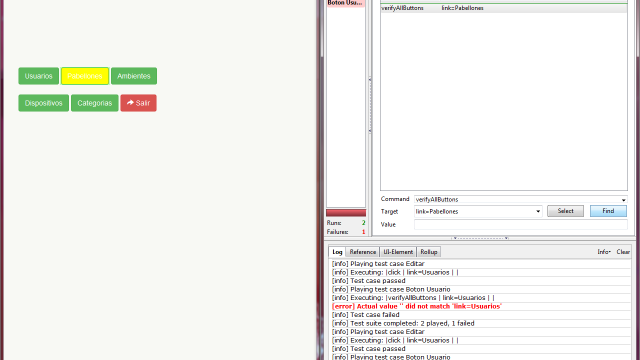 Usuarios
Pabellones
Ambientes
Dispositivos
Categorias
Salir
Boton Usu...
verifyAllButtons link=Pabellones
Command verifyAllButtons
Target link=Pabellones Select Find
Value
Runs: 2
Failures: 1
Log Reference UI-Element Rollup Info Clear
[info] Playing test case Editar
[info] Executing: |click | link=Usuarios | |
[info] Test case passed
[info] Playing test case Boton Usuario
[info] Executing: |verifyAllButtons | link=Usuarios | |
[error] Actual value '' did not match 'link=Usuarios'
[info] Test case failed
[info] Test suite completed: 2 played, 1 failed
[info] Playing test case Editar
[info] Executing: |click | link=Usuarios | |
[info] Test case passed
[info] Playing test case Boton Usuario